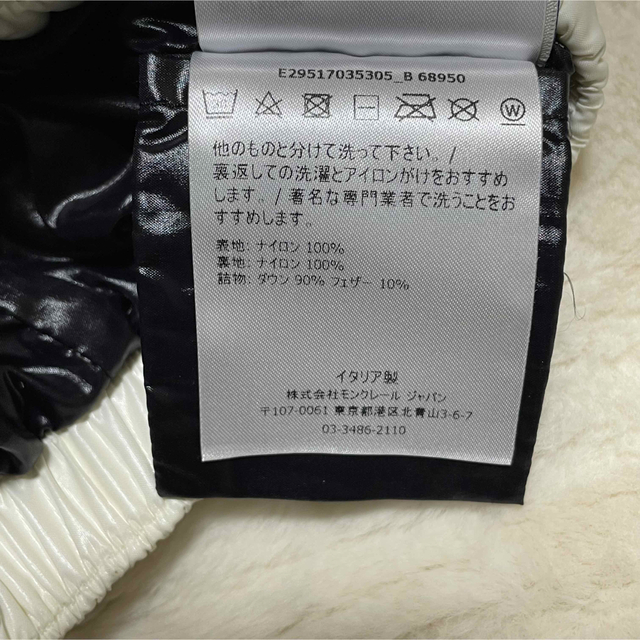 E29517035305_B 68950
30
W
他のものと分けて洗って下さい。/
裏返しての洗濯とアイロンがけをおすすめ
します。/ 著名な専門業者で洗うことをお
すすめします。
表地: ナイロン 100%
裏地: ナイロン 100%
詰物: ダウン 90% フェザー 10%
イタリア製
株式会社モンクレール ジャパン
〒107-0061 東京都港区北青山3-6-7
03-3486-2110